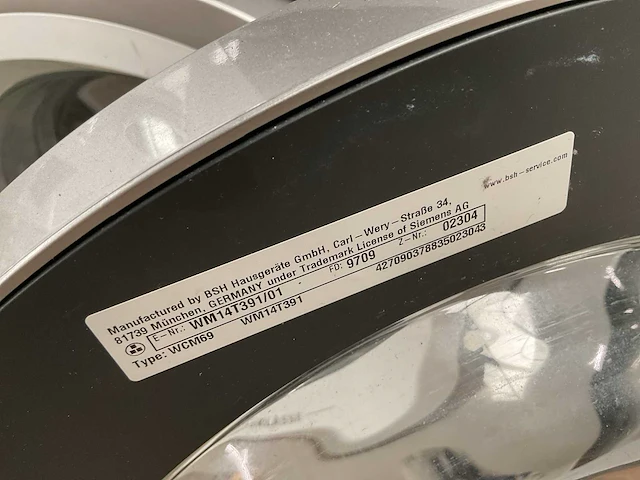 www.bsh-service.com
Manufactured by BSH Hausgeräte GmbH, Carl-Wery-Straße 34,
81739 München, GERMANY under Trademark License of Siemens AG
E-Nr.: WM14T391/01 FD: 9709 Z-Nr.: 02304
Type: WCM69 WM14T391 427090378835023043